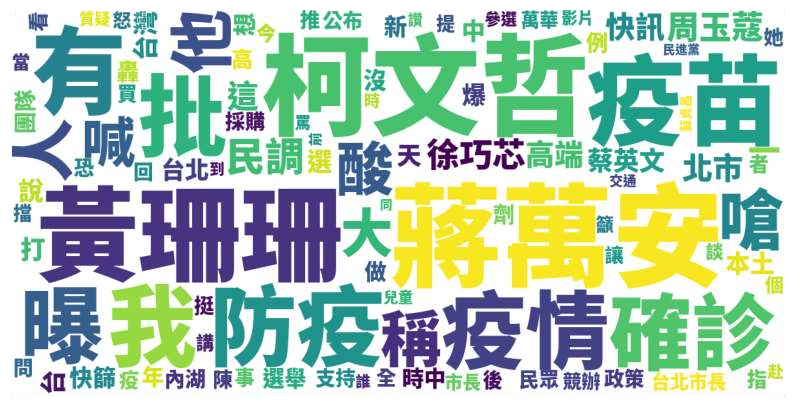 看 質疑 怒 台灣 想 今 推 公布 新 讚 提 中 參選 萬華 影片 快訊 周玉蔻 她
當 有 轟 他 高 柯文哲 沒 時 爆 例 民進黨 疫苗
團隊 人 喊 買 批 這 採購 罵 前
恐 回 台北 到 民調 選 酸 天 徐巧芯 高端 蔡英文 北市 一 者
說 擋 打 黃珊珊 大 同 做 蔣萬安 劑 籲 讓 交通 嗆 談 本土 個
問 曝 我 挺 講 防疫 稱 兒童 疫情 確診
台 快篩 疫 年 內湖 陳 事 選舉 支持 誰 全 時中 市長 後 民眾 競辦 政策 台北市長 指 赴